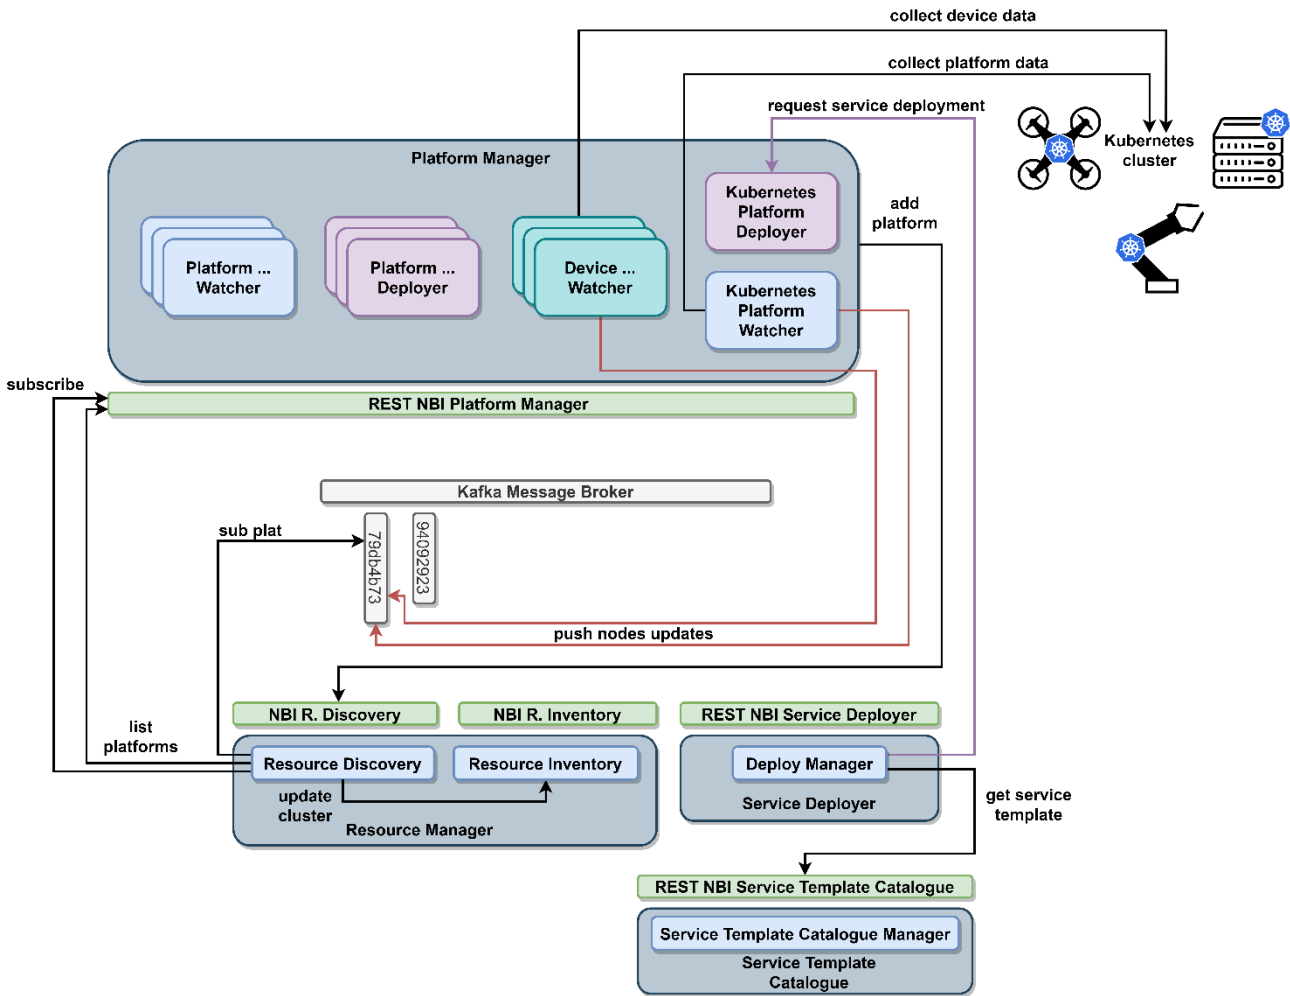 collect device data
collect platform data
request service deployment
Kubernetes
cluster
Platform Manager
Kubernetes
Platform
Deployer
add
platform
Platform ...
Watcher
Platform ...
Deployer
Device ...
Watcher
Kubernetes
Platform
Watcher
subscribe
REST NBI Platform Manager
Kafka Message Broker
sub plat
79db4b73
94092923
push nodes updates
NBI R. Discovery
NBI R. Inventory
REST NBI Service Deployer
list
platforms
Resource Discovery
Resource Inventory
Deploy Manager
update
cluster
Resource Manager
Service Deployer
get service
template
REST NBI Service Template Catalogue
Service Template Catalogue Manager
Service Template
Catalogue